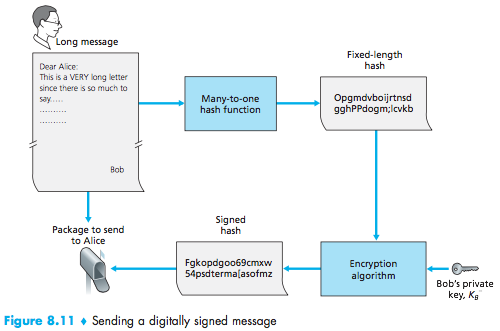 Long message
Dear Alice:
This is a VERY long letter
since there is so much to
say.....
..........
..........
Bob
Many-to-one
hash function
Fixed-length
hash
Opgmdvboijrtnsd
gghPPdogm;lcvkb
Package to send
to Alice
Signed
hash
Fgkopdgoo69cmxw
54psdterma[asofmz
Encryption
algorithm
Bob's private
key, K_B^-
Figure 8.11 ♦ Sending a digitally signed message